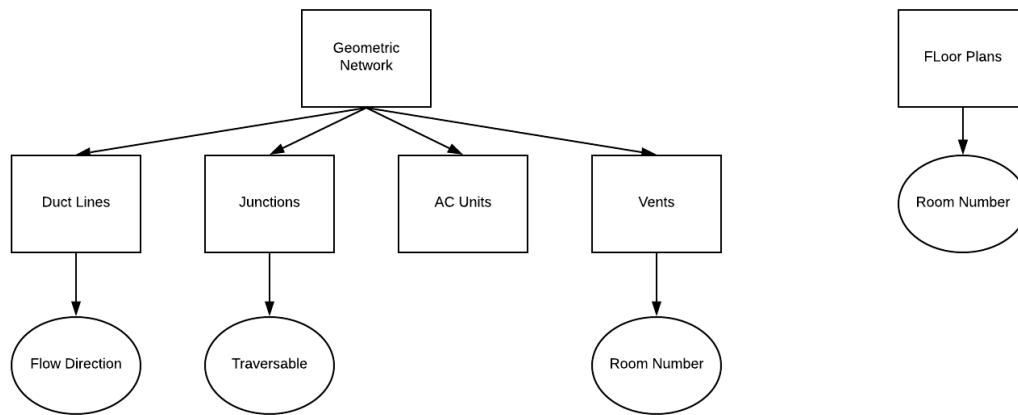 Geometric
Network
FLoor Plans
Duct Lines
Junctions
AC Units
Vents
Room Number
Flow Direction
Traversable
Room Number